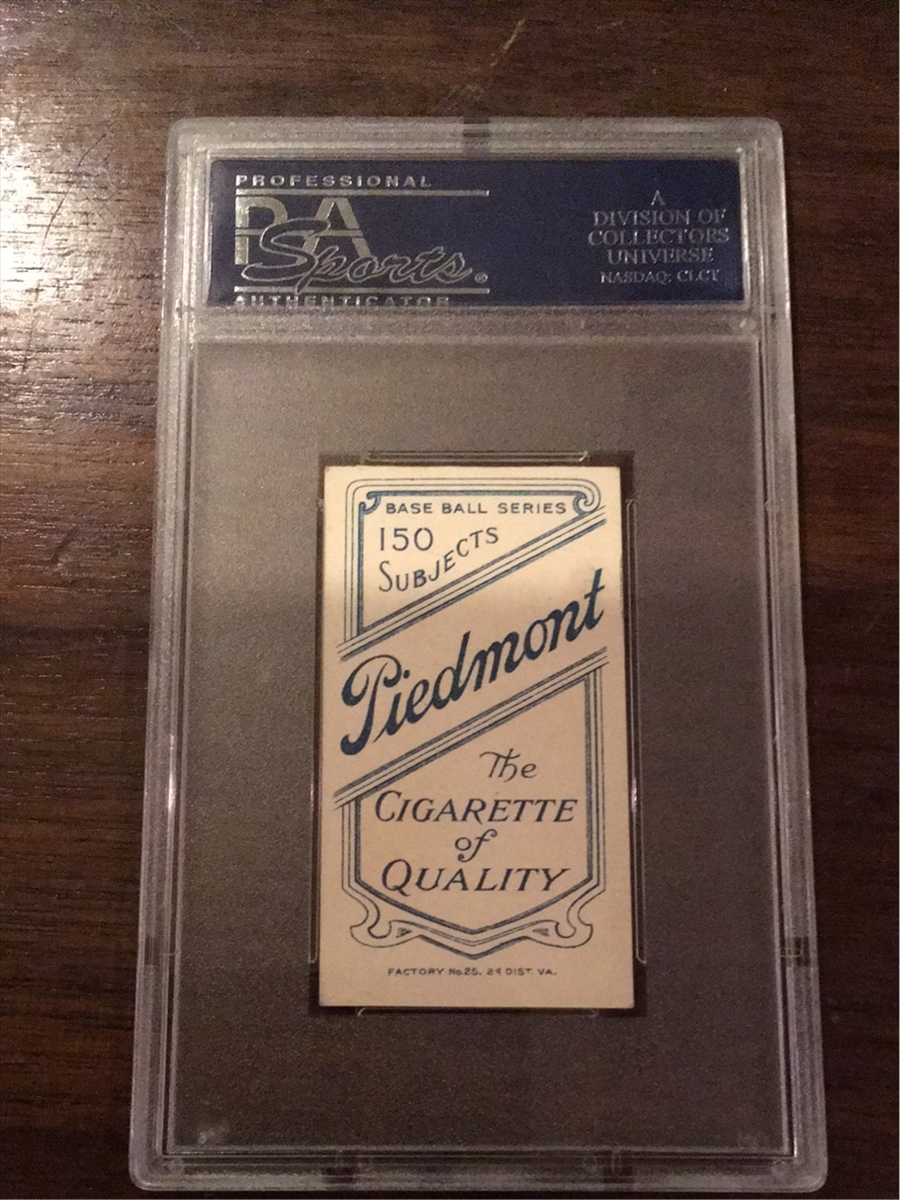 PROFESSIONAL
PSA
Sports®
AUTHENTICATOR
A
DIVISION OF
COLLECTORS
UNIVERSE
NASDAQ: CLCT
BASE BALL SERIES
150
SUBJECTS
Piedmont
The
CIGARETTE
of
QUALITY
FACTORY No 25, 2d DIST. VA.